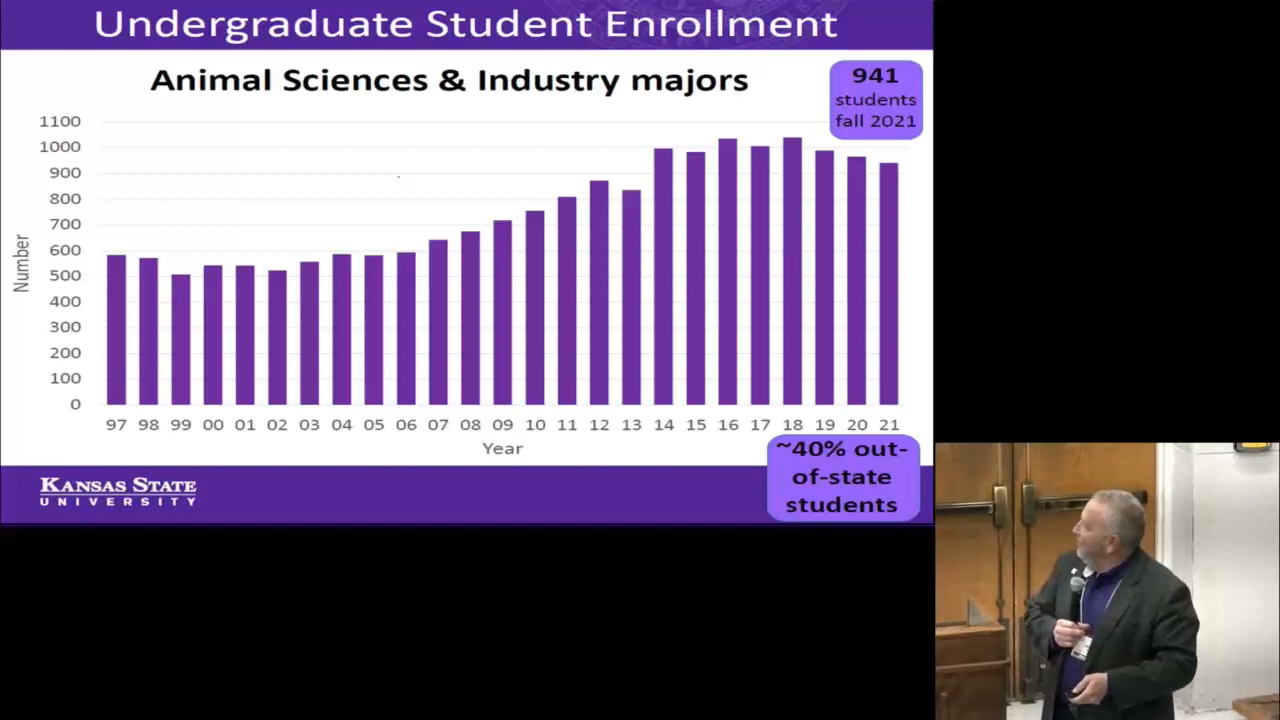 Undergraduate Student Enrollment
Animal Sciences & Industry majors
941
students
fall 2021
1100
1000
900
800
700
600
500
400
300
200
100
0
Number
97 98 99 00 01 02 03 04 05 06 07 08 09 10 11 12 13 14 15 16 17 18 19 20 21
Year
KANSAS STATE
UNIVERSITY
~40% out-
of-state
students